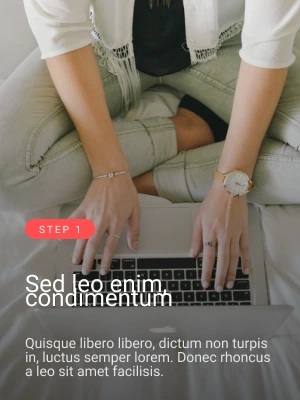 STEP 1
Sed leo enim,
condimentum
Quisque libero libero, dictum non turpis
in, luctus semper lorem. Donec rhoncus
a leo sit amet facilisis.